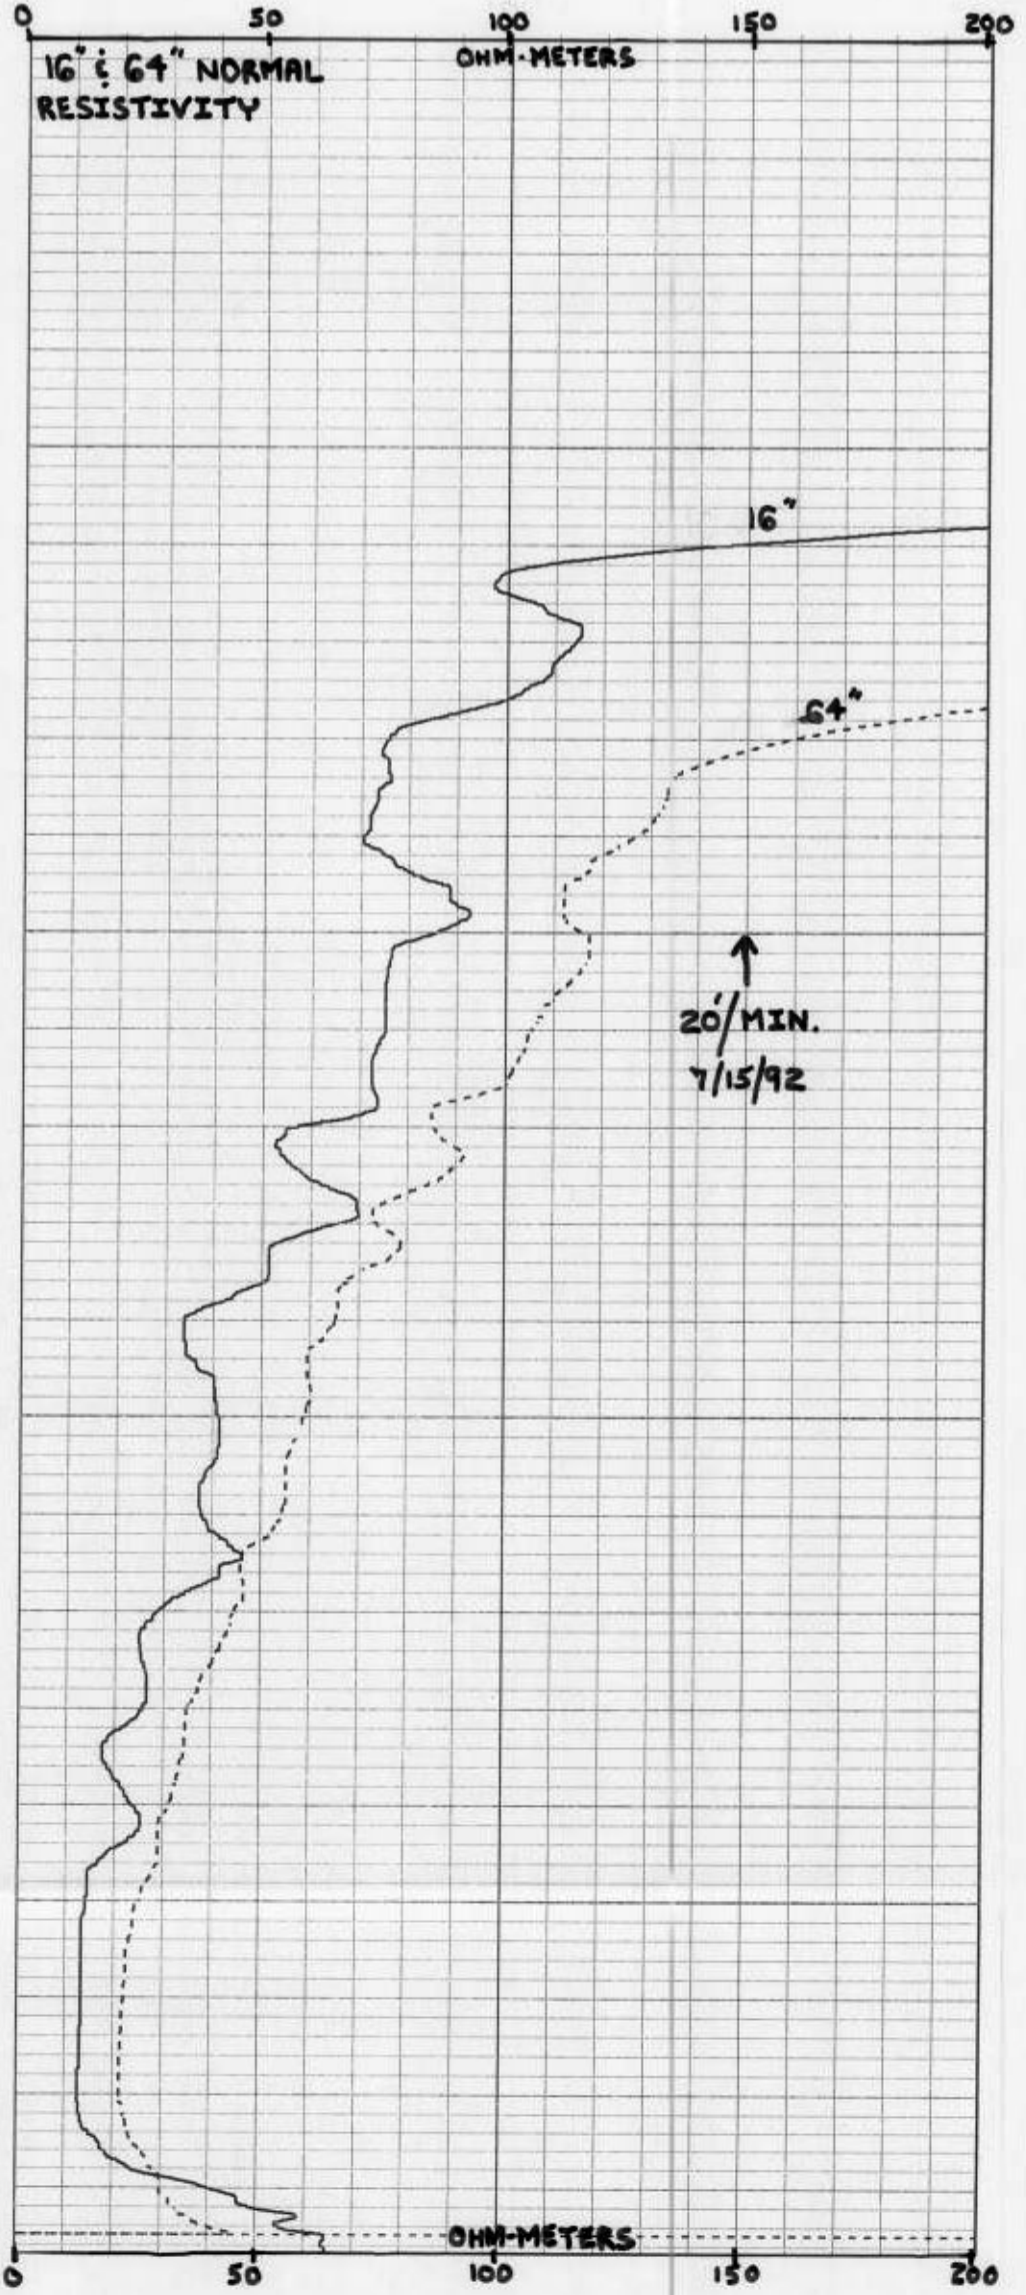 0 50 100 150 200
OHM-METERS
16" & 64" NORMAL
RESISTIVITY
16"
64"
20'/MIN.
7/15/92
OHM-METERS
0 50 100 150 200